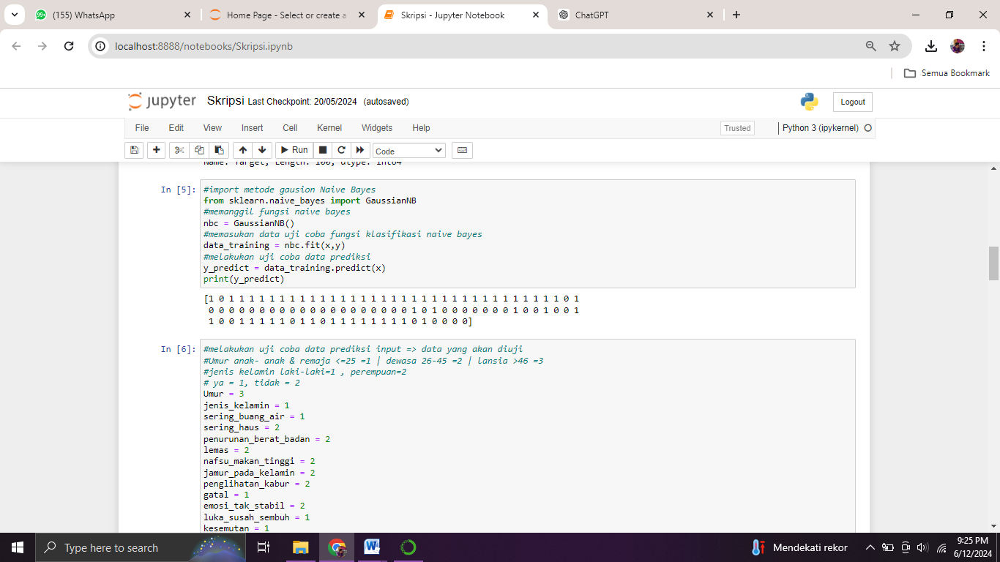 (155) WhatsApp
Home Page - Select or create a
Skripsi - Jupyter Notebook
ChatGPT
localhost:8888/notebooks/Skripsi.ipynb
Semua Bookmark
jupyter Skripsi Last Checkpoint: 20/05/2024 (autosaved)
Logout
File Edit View Insert Cell Kernel Widgets Help
Trusted
Python 3 (ipykernel)
Run
Code
Name: Target, Length: 100, dtype: int64
In [5]:
#import metode gausion Naive Bayes
from sklearn.naive_bayes import GaussianNB
#memanggil fungsi naive bayes
nbc = GaussianNB()
#memasukan data uji coba fungsi klasifikasi naive bayes
data_training = nbc.fit(x,y)
#melakukan uji coba data prediksi
y_predict = data_training.predict(x)
print(y_predict)
[1 0 1 1 1 1 1 1 1 1 1 1 1 1 1 1 1 1 1 1 1 1 1 1 1 1 1 1 1 1 1 1 1 1 1 0 1
0 0 0 0 0 0 0 0 0 0 0 0 0 0 0 0 0 0 0 0 1 0 1 0 0 0 0 0 0 0 1 0 0 1 0 0 1
1 0 0 1 1 1 1 1 0 1 1 0 1 1 1 1 1 1 1 1 0 1 0 0 0 0]
In [6]:
#melakukan uji coba data prediksi input => data yang akan diuji
#Umur anak- anak & remaja <=25 =1 | dewasa 26-45 =2 | lansia >46 =3
#jenis kelamin laki-laki=1 , perempuan=2
# ya = 1, tidak = 2
Umur = 3
jenis_kelamin = 1
sering_buang_air = 1
sering_haus = 2
penurunan_berat_badan = 2
lemas = 2
nafsu_makan_tinggi = 2
jamur_pada_kelamin = 2
penglihatan_kabur = 2
gatal = 1
emosi_tak_stabil = 2
luka_susah_sembuh = 1
kesemutan = 1
Type here to search
Mendekati rekor
9:25 PM
6/12/2024